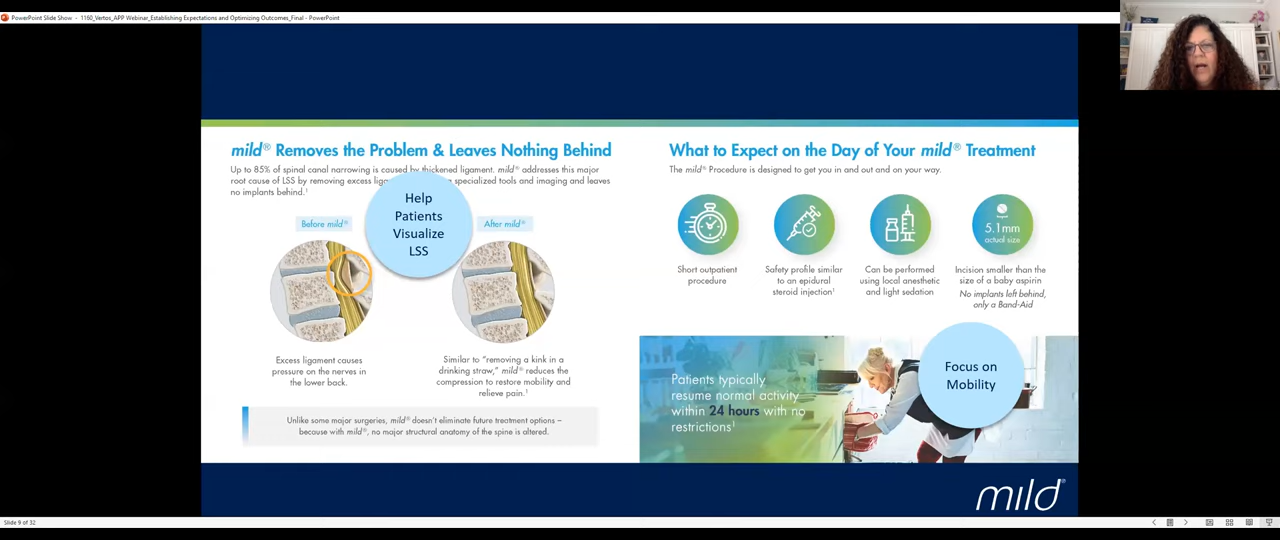 PowerPoint Slide Show - 1160_Vertos_APP Webinar_Establishing Expectations and Optimizing Outcomes_Final - PowerPoint
mild® Removes the Problem & Leaves Nothing Behind
Up to 85% of spinal canal narrowing is caused by thickened ligament. mild® addresses this major
root cause of LSS by removing excess specialized tools and imaging and leaves
no implants behind.¹
Help
Patients
Visualize
LSS
Before mild®
After mild®
Excess ligament causes
pressure on the nerves in
the lower back.
Similar to “removing a kink in a
drinking straw,” mild® reduces the
compression to restore mobility and
relieve pain.¹
Unlike some major surgeries, mild® doesn’t eliminate future treatment options –
because with mild®, no major structural anatomy of the spine is altered.
What to Expect on the Day of Your mild® Treatment
The mild® Procedure is designed to get you in and out and on your way.
5.1mm
actual size
Short outpatient
procedure
Safety profile similar
to an epidural
steroid injection¹
Can be performed
using local anesthetic
and light sedation
Incision smaller than the
size of a baby aspirin
No implants left behind,
only a Band-Aid
Patients typically
resume normal activity
within 24 hours with no
restrictions¹
Focus on
Mobility
mild®
Slide 9 of 32